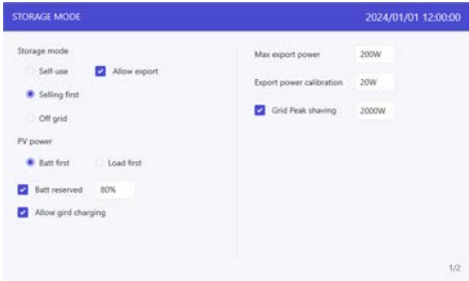 STORAGE MODE
2024/01/01 12:00:00
Storage mode
Self-use
Allow export
Selling first
Off grid
PV power
Batt first
Load first
Batt reserved
80%
Allow gird charging
Max export power
200W
Export power calibration
20W
Grid Peak shaving
2000W
1/2